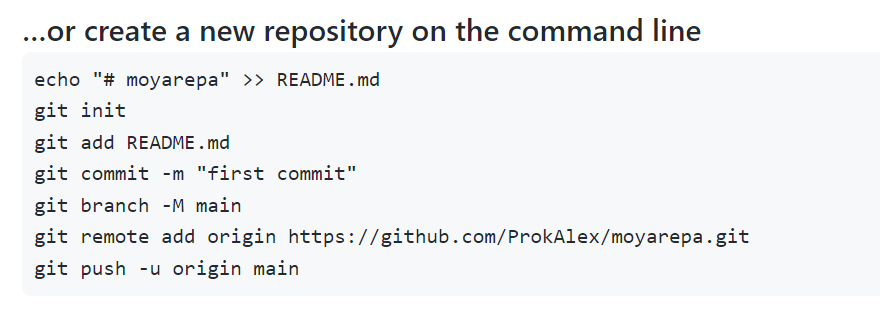 ...or create a new repository on the command line
echo "# moyarepa" >> README.md
git init
git add README.md
git commit -m "first commit"
git branch -M main
git remote add origin https://github.com/ProkAlex/moyarepa.git
git push -u origin main